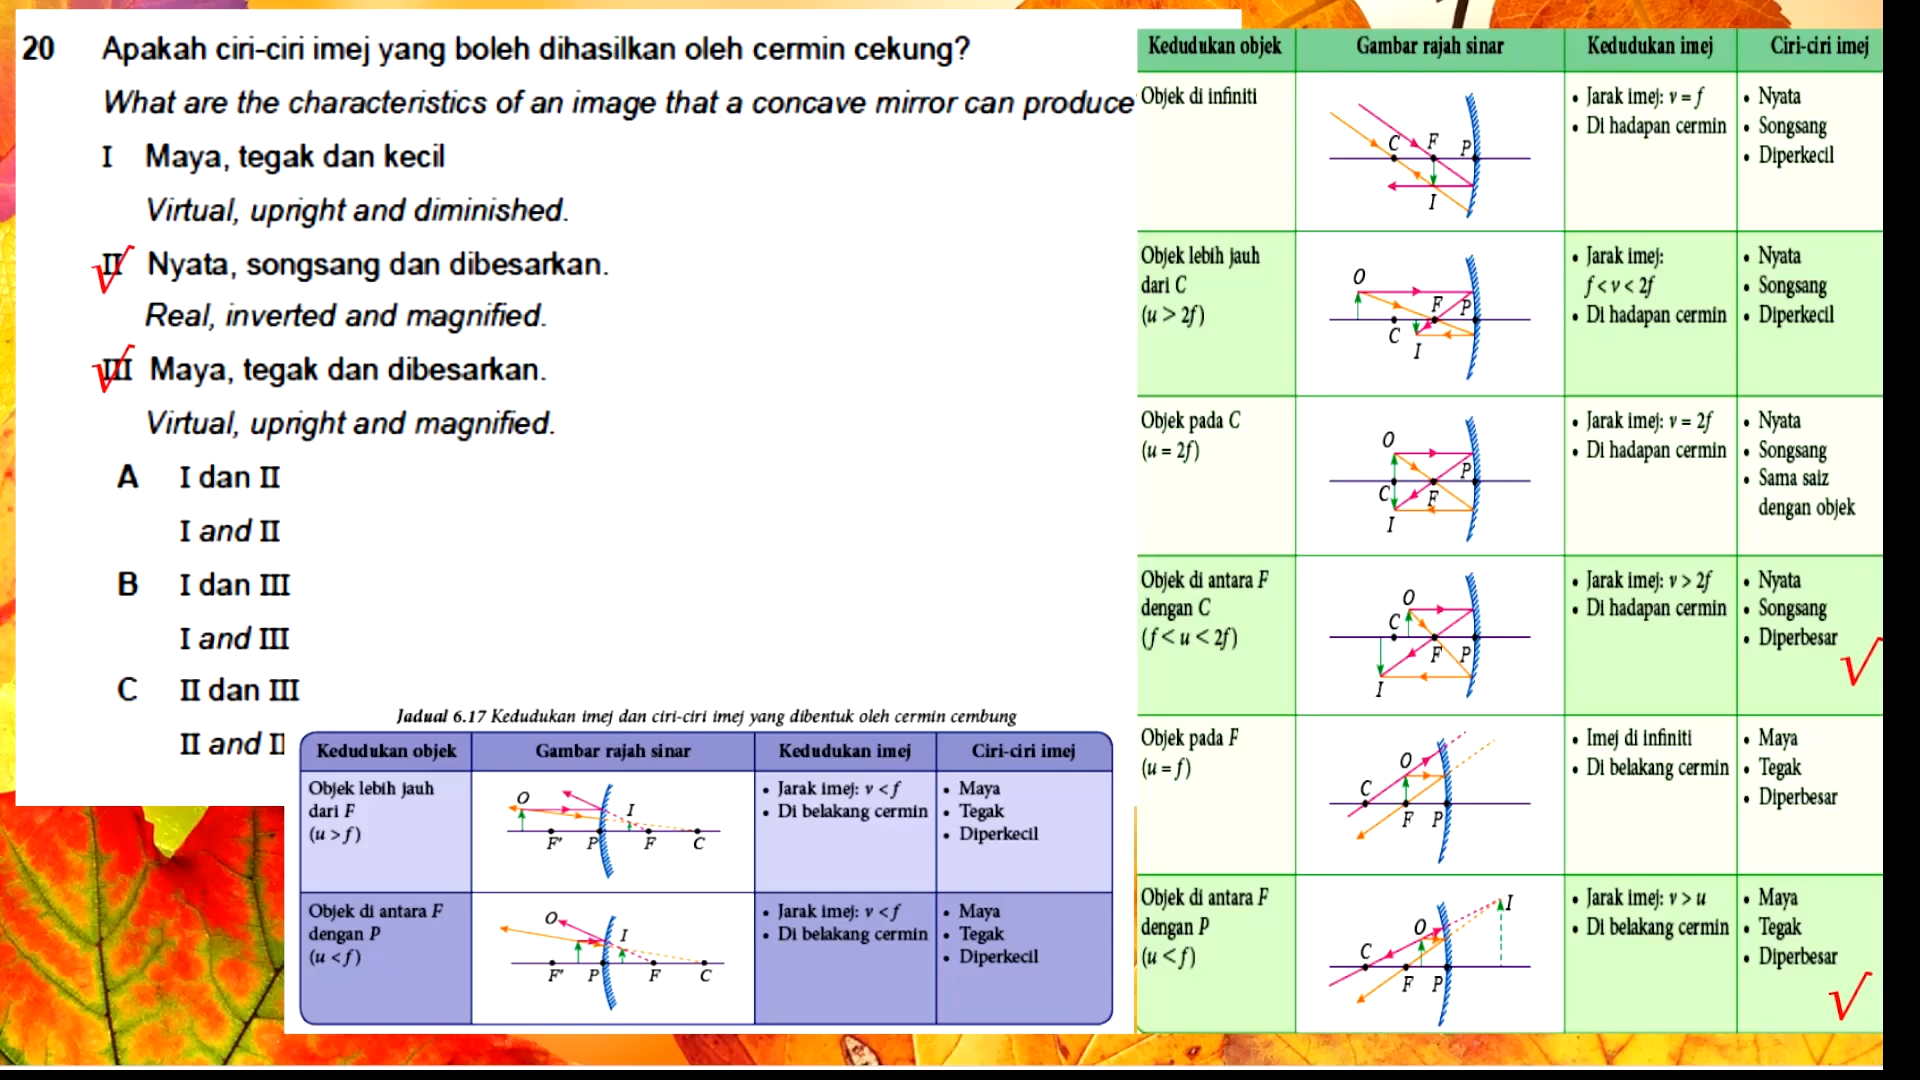 20 Apakah ciri-ciri imej yang boleh dihasilkan oleh cermin cekung?
What are the characteristics of an image that a concave mirror can produce
I Maya, tegak dan kecil
Virtual, upright and diminished.
II Nyata, songsang dan dibesarkan.
Real, inverted and magnified.
III Maya, tegak dan dibesarkan.
Virtual, upright and magnified.
A I dan II
I and II
B I dan III
I and III
C II dan III
II and II
Jadual 6.17 Kedudukan imej dan ciri-ciri imej yang dibentuk oleh cermin cembung
Kedudukan objek Gambar rajah sinar Kedudukan imej Ciri-ciri imej
Objek lebih jauh
dari F
(u > f)
O I
F' P F C
• Jarak imej: v < f
• Di belakang cermin
• Maya
• Tegak
• Diperkecil
Objek di antara F
dengan P
(u < f)
O I
F' P F C
• Jarak imej: v < f
• Di belakang cermin
• Maya
• Tegak
• Diperkecil
Kedudukan objek Gambar rajah sinar Kedudukan imej Ciri-ciri imej
Objek di infiniti
C F P
I
• Jarak imej: v = f
• Di hadapan cermin
• Nyata
• Songsang
• Diperkecil
Objek lebih jauh
dari C
(u > 2f)
O
F P
C I
• Jarak imej:
f < v < 2f
• Di hadapan cermin
• Nyata
• Songsang
• Diperkecil
Objek pada C
(u = 2f)
O
P
C F
I
• Jarak imej: v = 2f
• Di hadapan cermin
• Nyata
• Songsang
• Sama saiz
dengan objek
Objek di antara F
dengan C
(f < u < 2f)
O
C
F P
I
• Jarak imej: v > 2f
• Di hadapan cermin
• Nyata
• Songsang
• Diperbesar
Objek pada F
(u = f)
O
C
F P
• Imej di infiniti
• Di belakang cermin
• Maya
• Tegak
• Diperbesar
Objek di antara F
dengan P
(u < f)
I
O
C
F P
• Jarak imej: v > u
• Di belakang cermin
• Maya
• Tegak
• Diperbesar